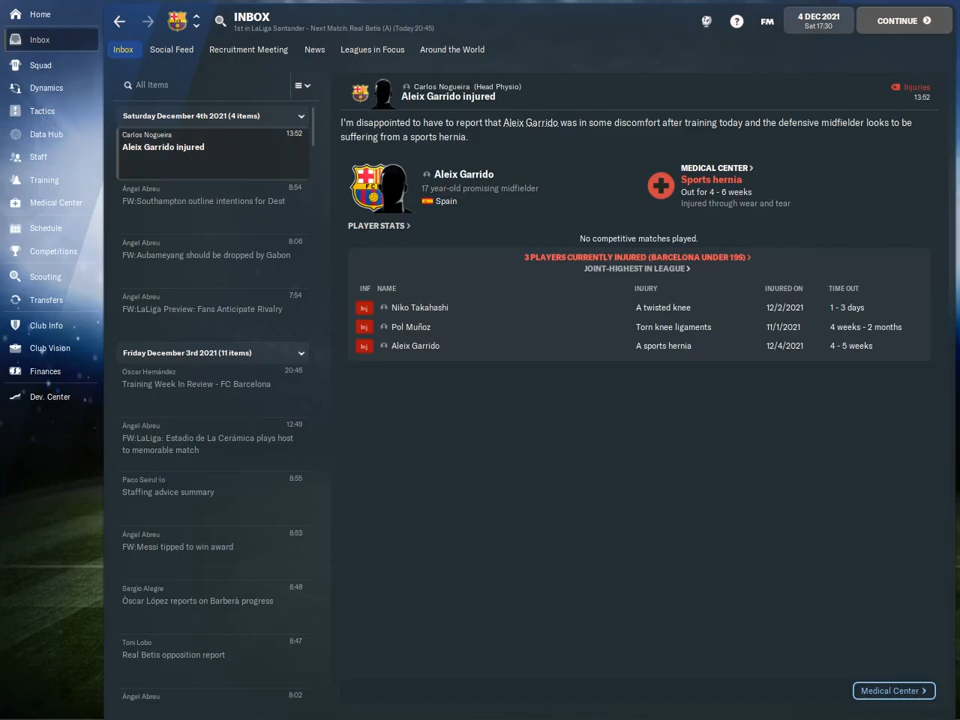 Home
Inbox
Squad
Dynamics
Tactics
Data Hub
Staff
Training
Medical Center
Schedule
Competitions
Scouting
Transfers
Club Info
Club Vision
Finances
Dev. Center
INBOX
1st in LaLiga Santander - Next Match: Real Betis (A) (Today 20:45)
?
FM
4 DEC 2021
Sat 17:30
CONTINUE
Inbox
Social Feed
Recruitment Meeting
News
Leagues in Focus
Around the World
All Items
Saturday December 4th 2021 (4 items)
Carlos Nogueira 13:52
Aleix Garrido injured
Ángel Abreu 8:54
FW:Southampton outline intentions for Dest
Ángel Abreu 8:06
FW:Aubameyang should be dropped by Gabon
Ángel Abreu 7:54
FW:LaLiga Preview: Fans Anticipate Rivalry
Friday December 3rd 2021 (11 items)
Óscar Hernández 20:46
Training Week In Review - FC Barcelona
Ángel Abreu 12:49
FW:LaLiga: Estadio de La Cerámica plays host
to memorable match
Paco Seirul·lo 8:55
Staffing advice summary
Ángel Abreu 8:53
FW:Messi tipped to win award
Sergio Alegre 8:48
Òscar López reports on Barberà progress
Toni Lobo 8:47
Real Betis opposition report
Ángel Abreu 8:02
Carlos Nogueira (Head Physio)
Aleix Garrido injured
Injuries
13:52
I'm disappointed to have to report that Aleix Garrido was in some discomfort after training today and the defensive midfielder looks to be
suffering from a sports hernia.
Aleix Garrido
17 year-old promising midfielder
Spain
MEDICAL CENTER >
Sports hernia
Out for 4 - 6 weeks
Injured through wear and tear
PLAYER STATS >
No competitive matches played.
3 PLAYERS CURRENTLY INJURED (BARCELONA UNDER 19S) >
JOINT-HIGHEST IN LEAGUE >
INF NAME INJURY INJURED ON TIME OUT
Inj Niko Takahashi A twisted knee 12/2/2021 1 - 3 days
Inj Pol Muñoz Torn knee ligaments 11/1/2021 4 weeks - 2 months
Inj Aleix Garrido A sports hernia 12/4/2021 4 - 5 weeks
Medical Center >